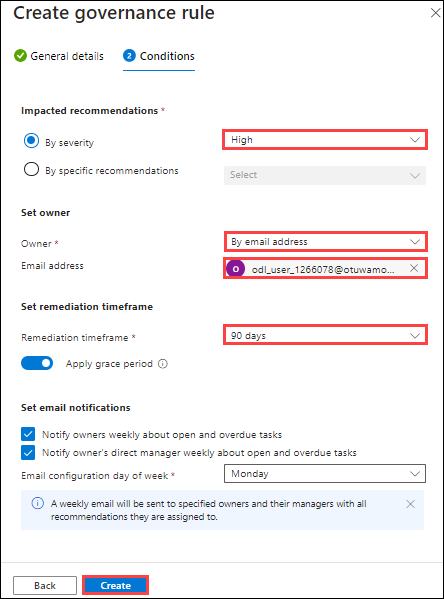 Create governance rule
General details
2 Conditions
Impacted recommendations *
By severity
High
By specific recommendations
Select
Set owner
Owner *
By email address
Email address
O odl_user_1266078@otuwamo...
Set remediation timeframe
Remediation timeframe *
90 days
Apply grace period
Set email notifications
Notify owners weekly about open and overdue tasks
Notify owner's direct manager weekly about open and overdue tasks
Email configuration day of week *
Monday
A weekly email will be sent to specified owners and their managers with all
recommendations they are assigned to.
Back
Create